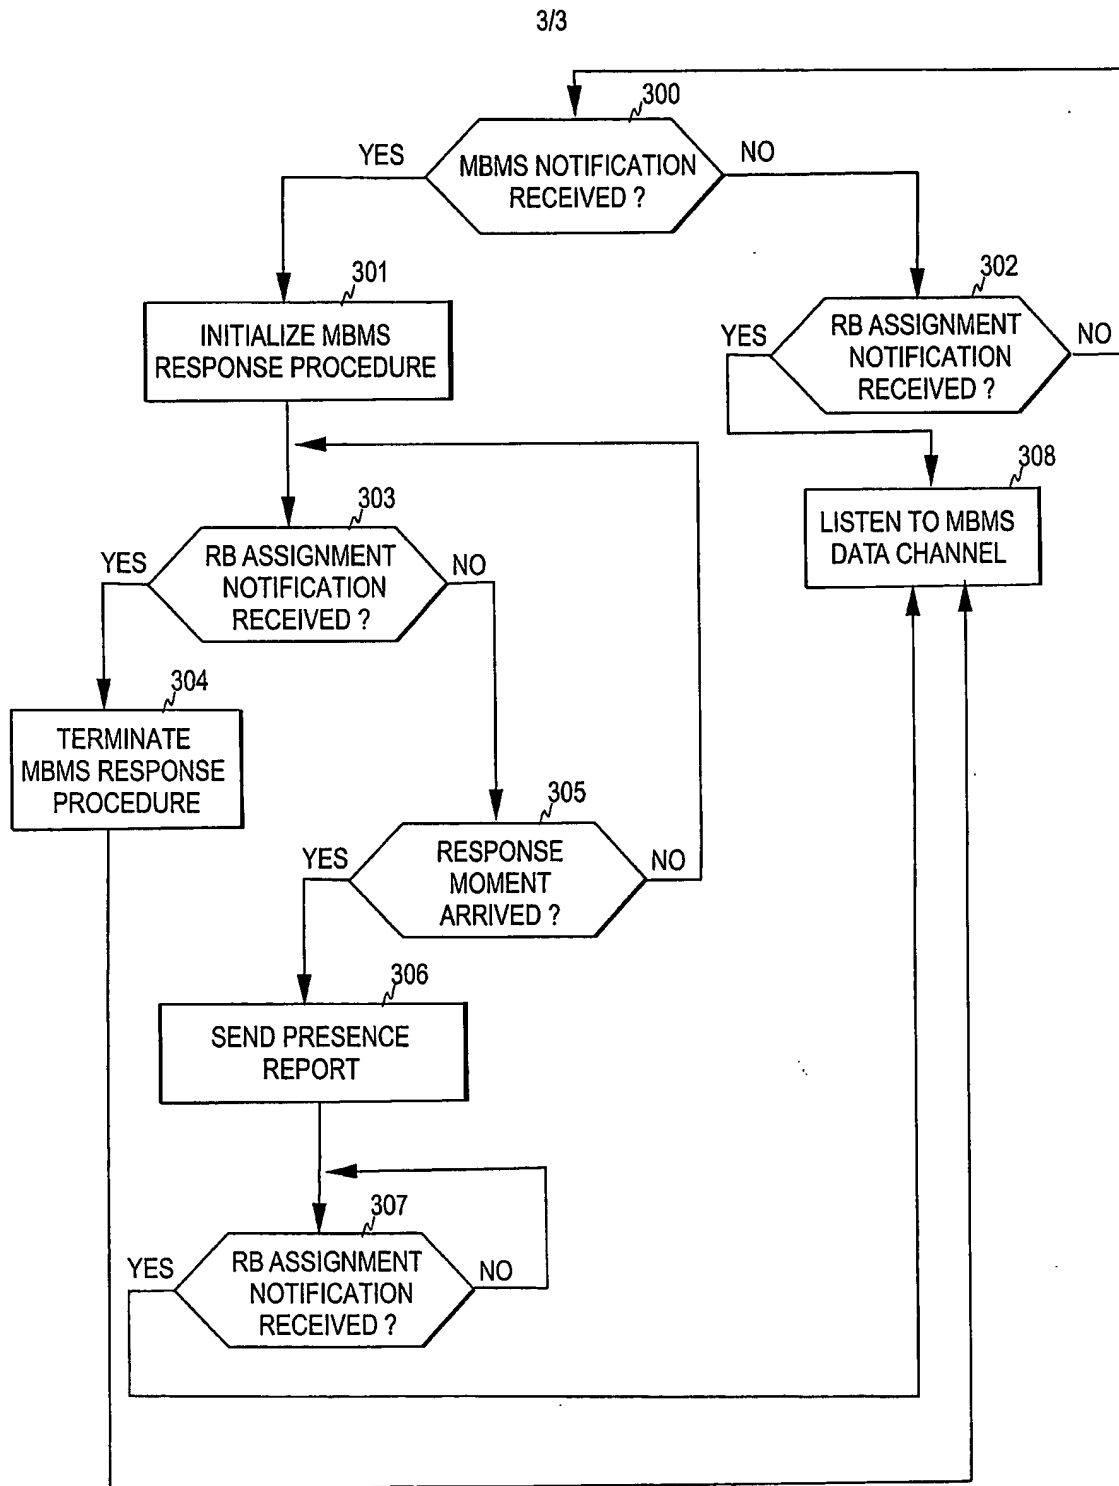 3/3
300
YES
MBMS NOTIFICATION
RECEIVED ?
NO
301
INITIALIZE MBMS
RESPONSE PROCEDURE
302
YES
RB ASSIGNMENT
NOTIFICATION
RECEIVED ?
NO
303
YES
RB ASSIGNMENT
NOTIFICATION
RECEIVED ?
NO
308
LISTEN TO MBMS
DATA CHANNEL
304
TERMINATE
MBMS RESPONSE
PROCEDURE
305
YES
RESPONSE
MOMENT
ARRIVED ?
NO
306
SEND PRESENCE
REPORT
307
YES
RB ASSIGNMENT
NOTIFICATION
RECEIVED ?
NO